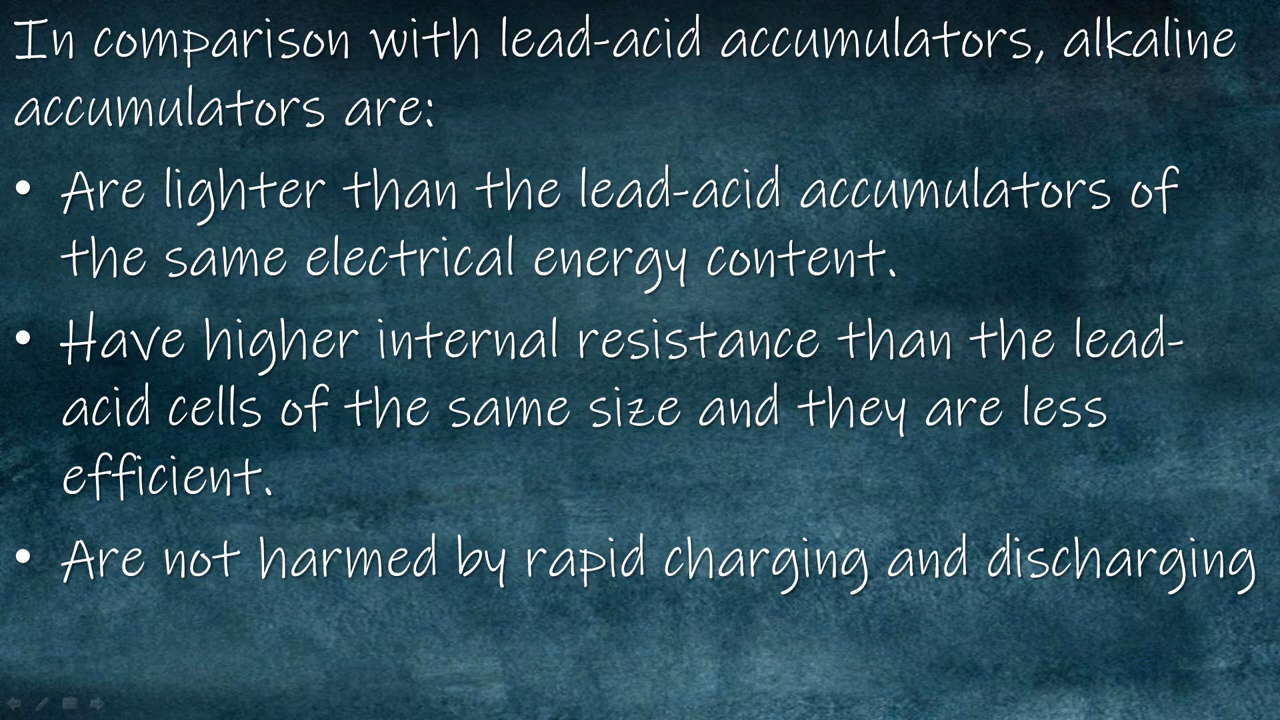 In comparison with lead-acid accumulators, alkaline
accumulators are:
• Are lighter than the lead-acid accumulators of
the same electrical energy content.
• Have higher internal resistance than the lead-
acid cells of the same size and they are less
efficient.
• Are not harmed by rapid charging and discharging